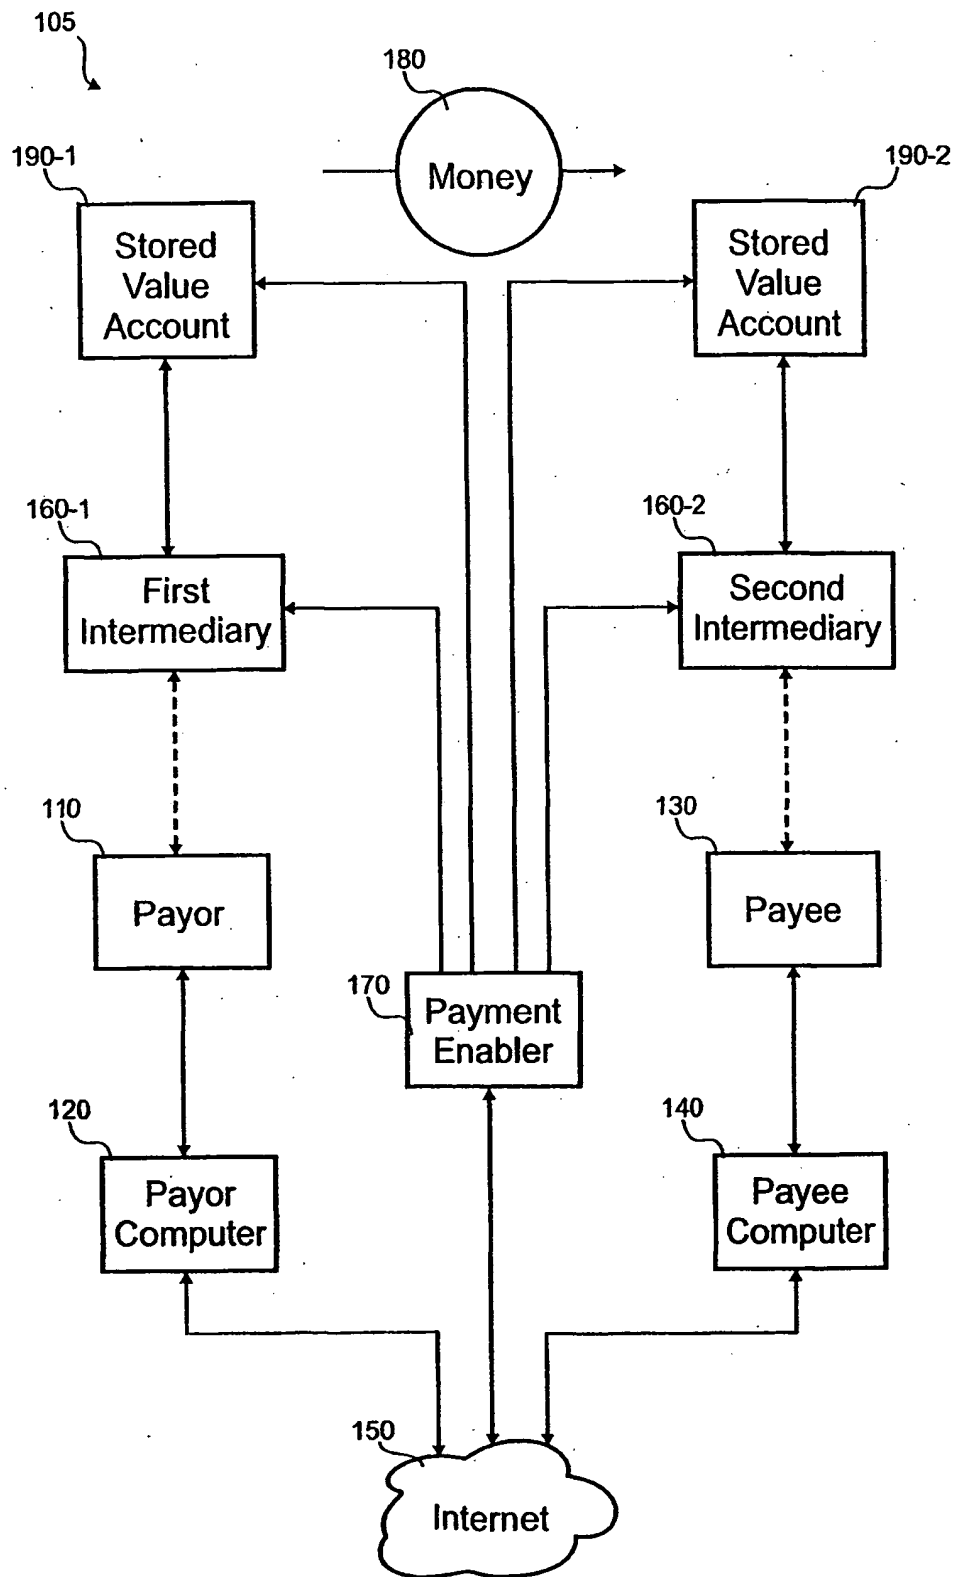 105
180
Money
190-1
Stored
Value
Account
190-2
Stored
Value
Account
160-1
First
Intermediary
160-2
Second
Intermediary
110
Payor
130
Payee
170
Payment
Enabler
120
Payor
Computer
140
Payee
Computer
150
Internet